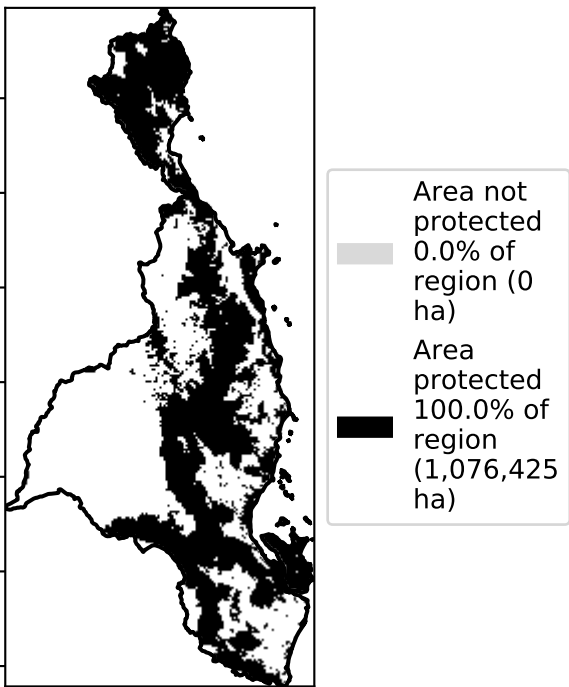 Area not
protected
0.0% of
region (0
ha)
Area
protected
100.0% of
region
(1,076,425
ha)